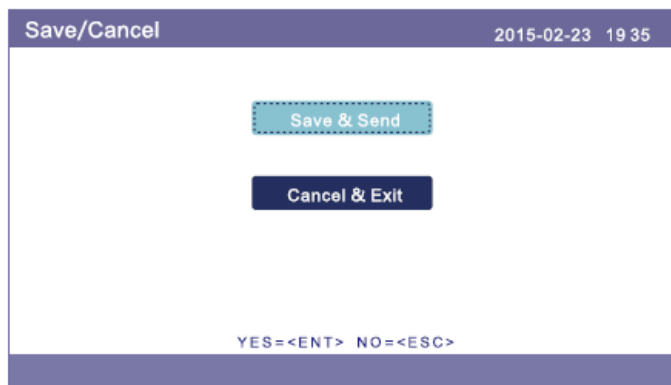 Save/Cancel 2015-02-23 19 35
Save & Send
Cancel & Exit
YES=<ENT> NO=<ESC>